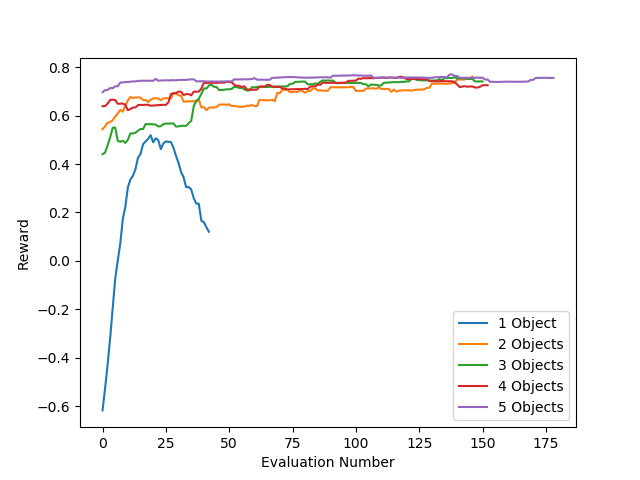 0.8
0.6
0.4
0.2
0.0
−0.2
−0.4
−0.6
Reward
0 25 50 75 100 125 150 175
Evaluation Number
1 Object
2 Objects
3 Objects
4 Objects
5 Objects